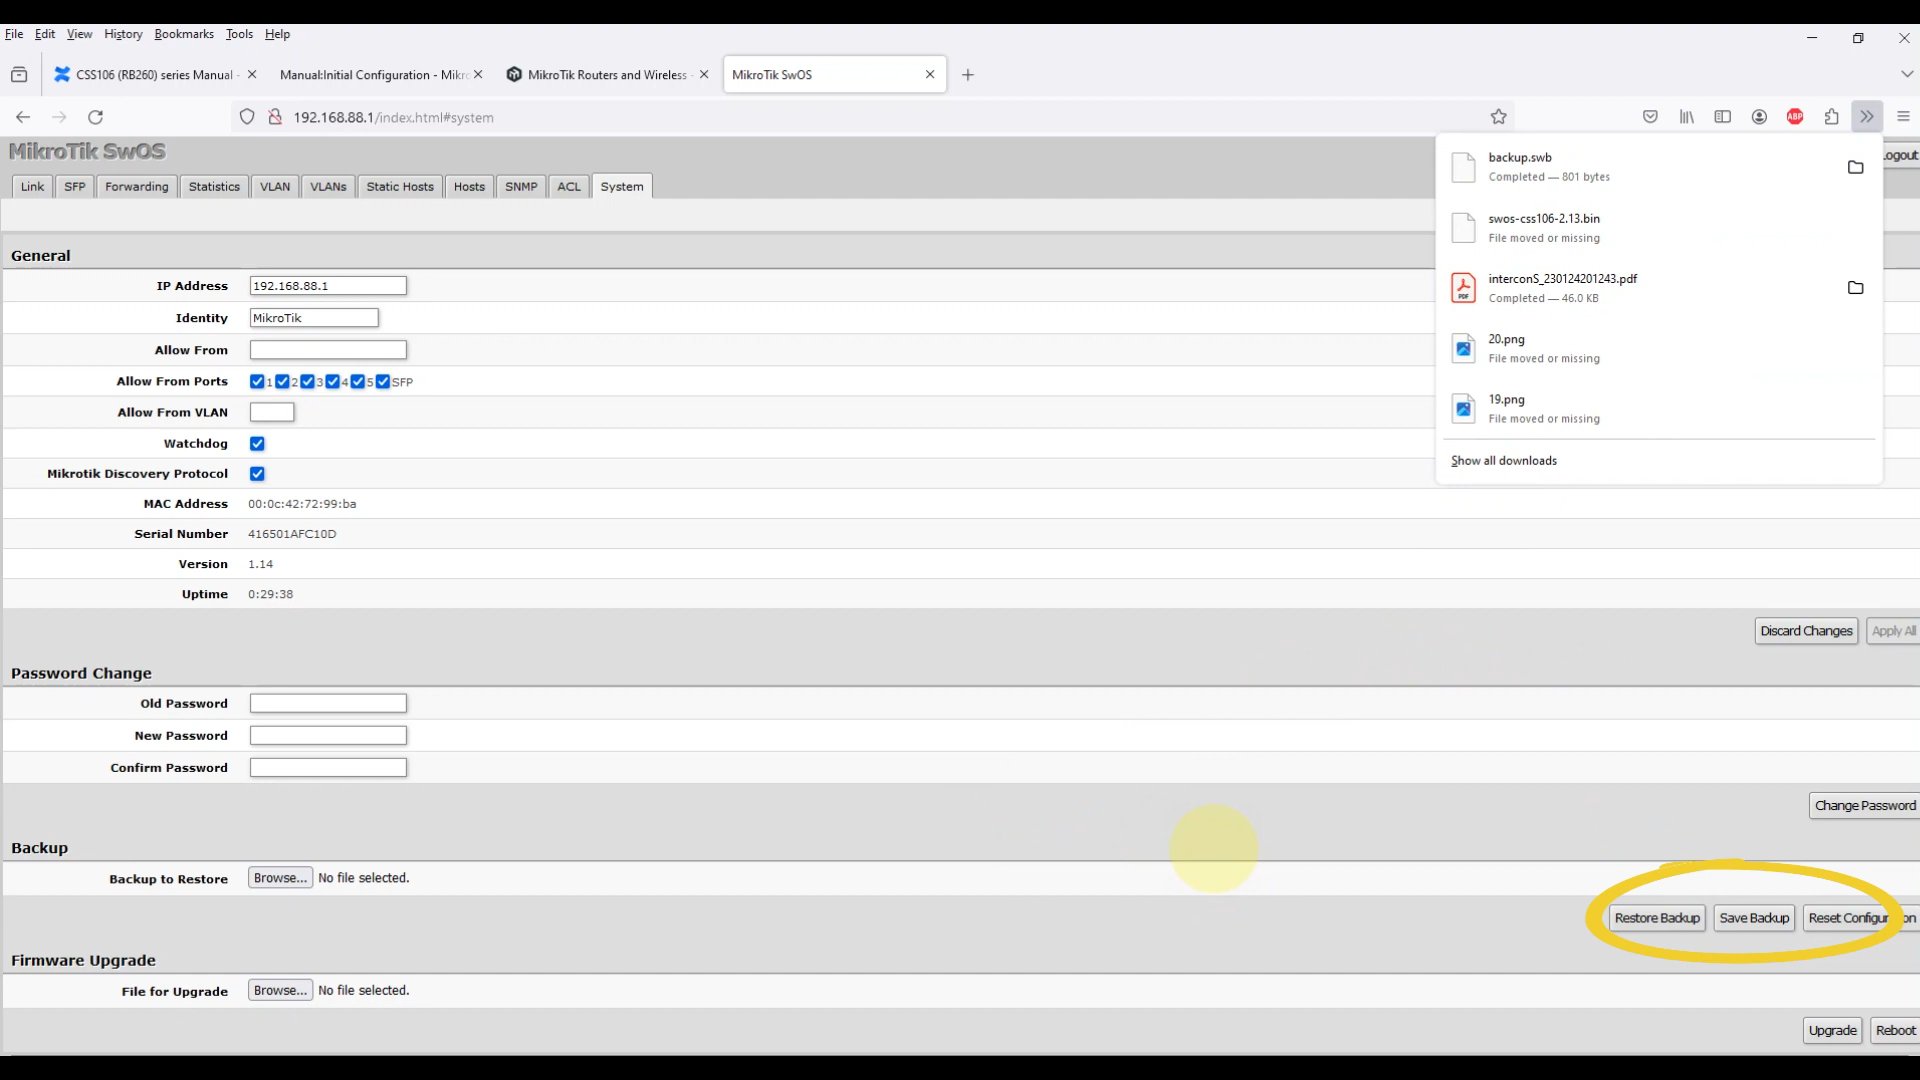 File Edit View History Bookmarks Tools Help
CSS106 (RB260) series Manual - Manual:Initial Configuration - Mikro MikroTik Routers and Wireless - MikroTik SwOS
192.168.88.1/index.html#system
ABP
MikroTik SwOS
Logout
Link SFP Forwarding Statistics VLAN VLANs Static Hosts Hosts SNMP ACL System
backup.swb
Completed — 801 bytes
swos-css106-2.13.bin
File moved or missing
PDF
interconS_230124201243.pdf
Completed — 46.0 KB
20.png
File moved or missing
19.png
File moved or missing
Show all downloads
General
IP Address 192.168.88.1
Identity MikroTik
Allow From
Allow From Ports 1 2 3 4 5 SFP
Allow From VLAN
Watchdog
Mikrotik Discovery Protocol
MAC Address 00:0c:42:72:99:ba
Serial Number 416501AFC10D
Version 1.14
Uptime 0:29:38
Discard Changes Apply All
Password Change
Old Password
New Password
Confirm Password
Change Password
Backup
Backup to Restore Browse... No file selected.
Restore Backup Save Backup Reset Configuration
Firmware Upgrade
File for Upgrade Browse... No file selected.
Upgrade Reboot